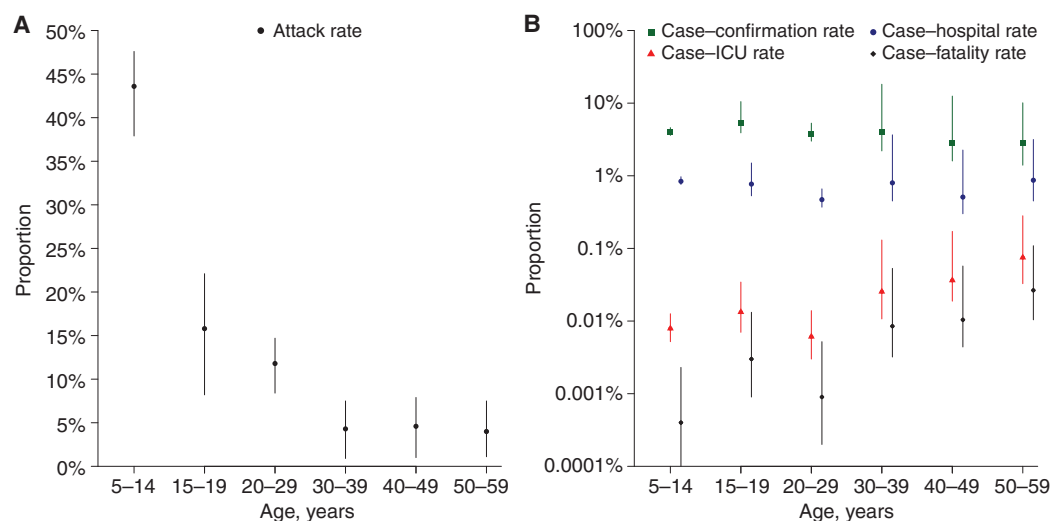 A
Attack rate
50%
45%
40%
35%
30%
25%
20%
15%
10%
5%
0%
Proportion
5–14 15–19 20–29 30–39 40–49 50–59
Age, years
B
Case–confirmation rate Case–hospital rate
Case–ICU rate Case–fatality rate
100%
10%
1%
0.1%
0.01%
0.001%
0.0001%
Proportion
5–14 15–19 20–29 30–39 40–49 50–59
Age, years